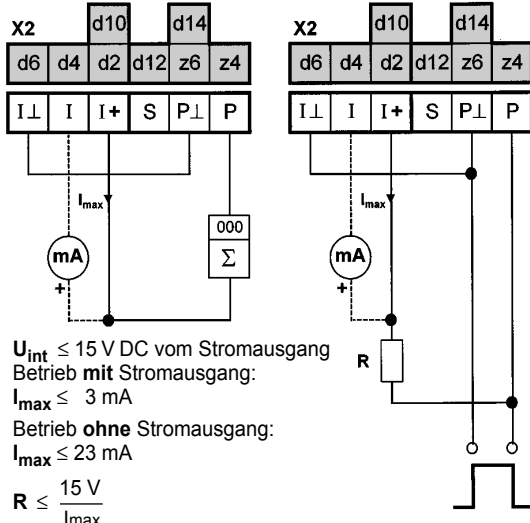 d10 d14 d10 d14
X2 X2
d6 d4 d2 d12 z6 z4 d6 d4 d2 d12 z6 z4
I⊥ I I+ S P⊥ P I⊥ I I+ S P⊥ P
Imax Imax
000
mA Σ mA
+ +
R
Uint ≤ 15 V DC vom Stromausgang
Betrieb mit Stromausgang:
Imax ≤ 3 mA
Betrieb ohne Stromausgang:
Imax ≤ 23 mA
R ≤ 15 V
Imax